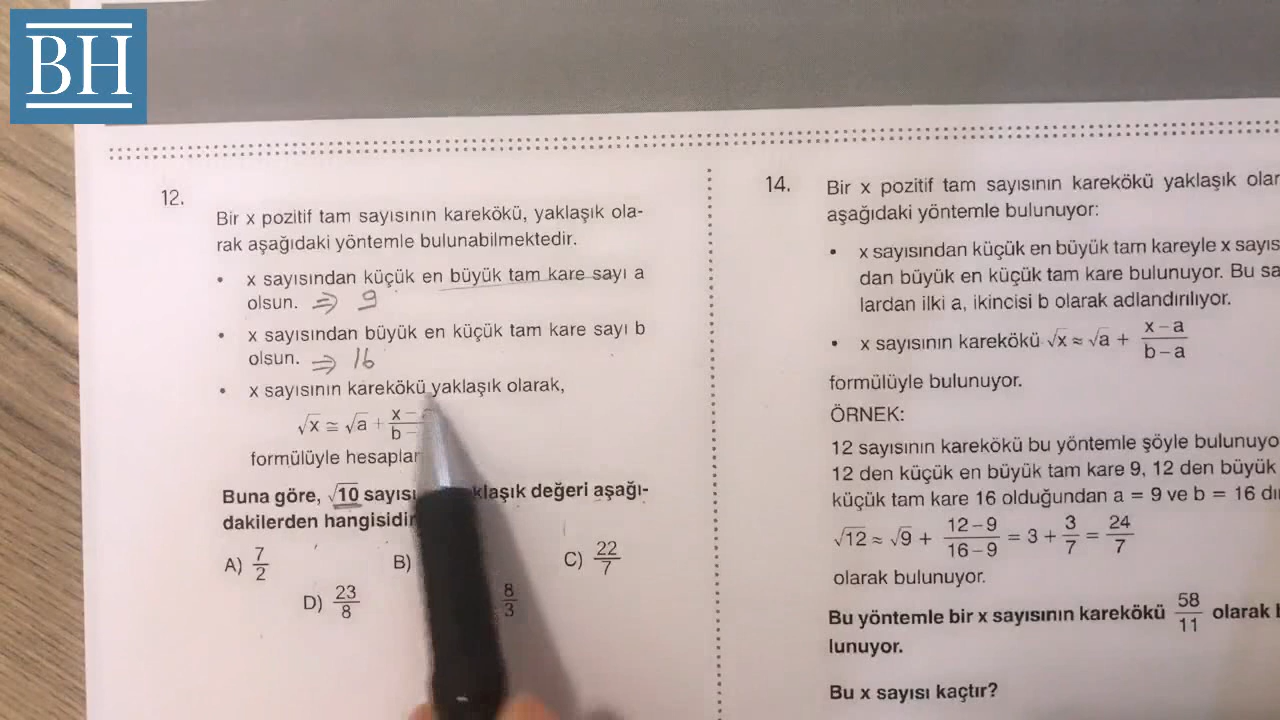 BH
12.
Bir x pozitif tam sayısının karekökü, yaklaşık ola-
rak aşağıdaki yöntemle bulunabilmektedir.
• x sayısından küçük en büyük tam kare sayı a
olsun. ⇒ 9
• x sayısından büyük en küçük tam kare sayı b
olsun. ⇒ 16
• x sayısının karekökü yaklaşık olarak,
√x ≅ √a + x - / b -
formülüyle hesaplan
Buna göre, √10 sayısı klaşık değeri aşağı-
dakilerden hangisidir
A) 7/2 B) C) 22/7
D) 23/8 8/3
14. Bir x pozitif tam sayısının karekökü yaklaşık olar
aşağıdaki yöntemle bulunuyor:
• x sayısından küçük en büyük tam kareyle x sayıs
dan büyük en küçük tam kare bulunuyor. Bu sa
lardan ilki a, ikincisi b olarak adlandırılıyor.
• x sayısının karekökü √x ≈ √a + x-a / b-a
formülüyle bulunuyor.
ÖRNEK:
12 sayısının karekökü bu yöntemle şöyle bulunuyo
12 den küçük en büyük tam kare 9, 12 den büyük
küçük tam kare 16 olduğundan a = 9 ve b = 16 dı
√12 ≈ √9 + 12-9 / 16-9 = 3 + 3/7 = 24/7
olarak bulunuyor.
Bu yöntemle bir x sayısının karekökü 58/11 olarak b
lunuyor.
Bu x sayısı kaçtır?